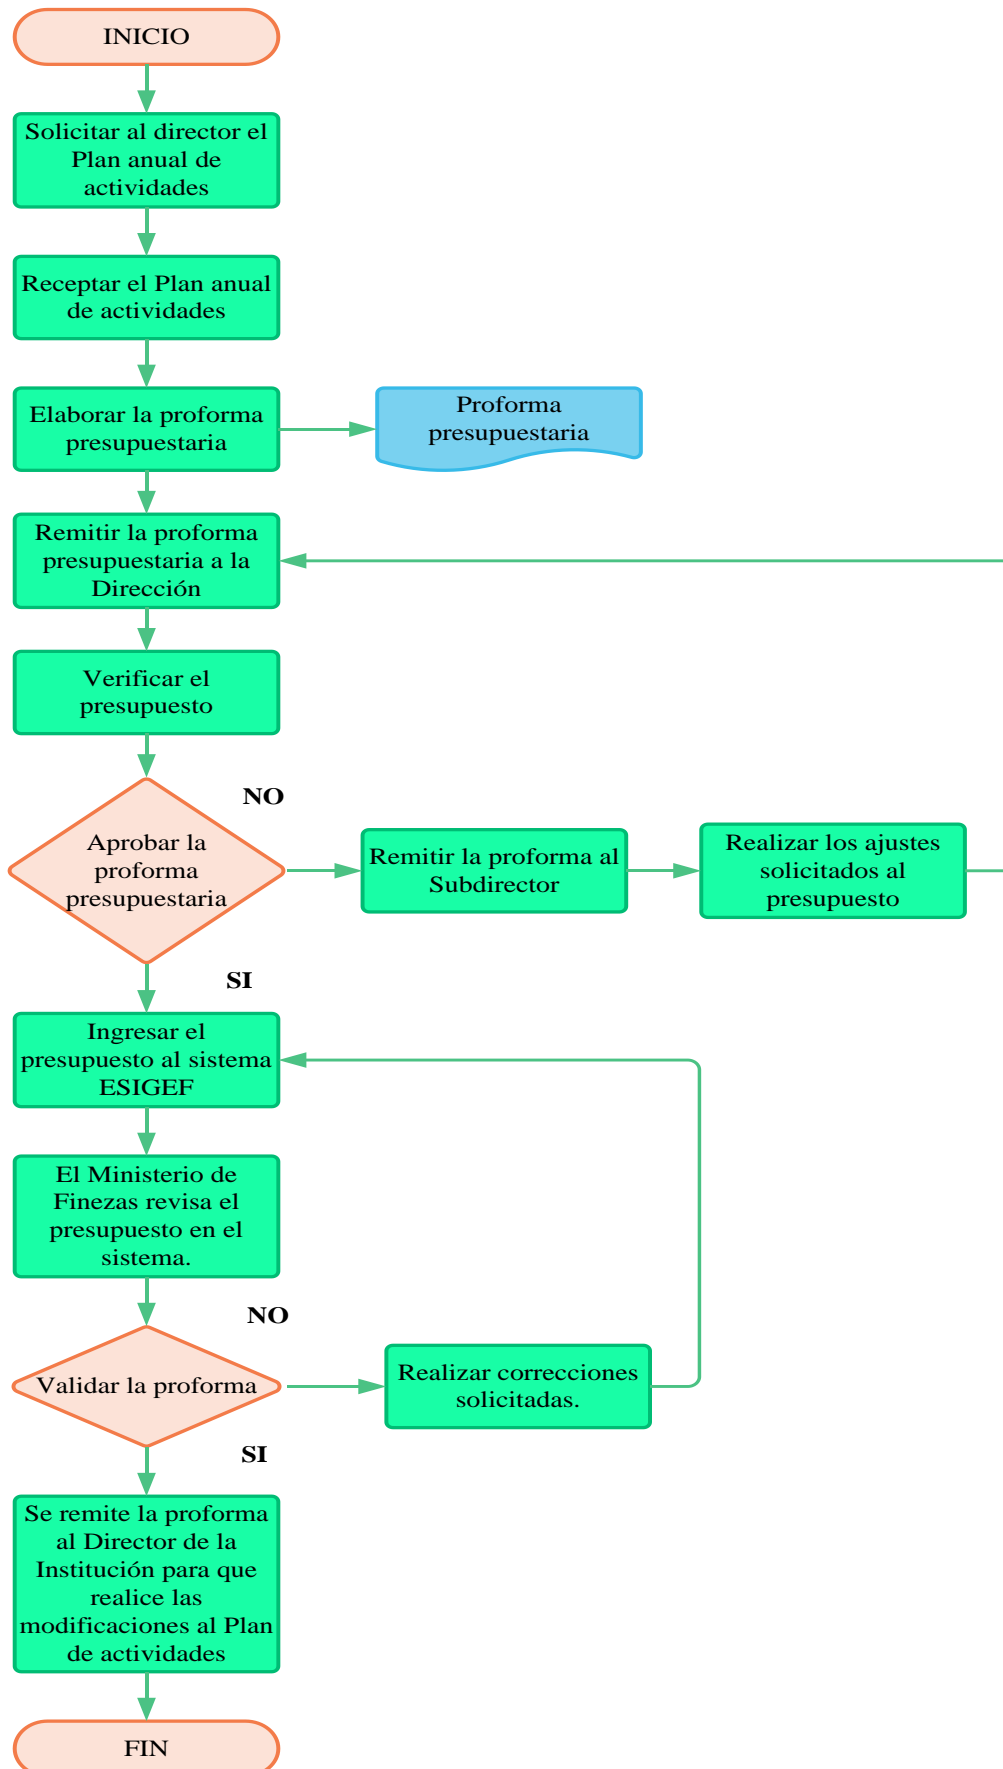 INICIO
Solicitar al director el
Plan anual de
actividades
Receptar el Plan anual
de actividades
Elaborar la proforma
presupuestaria
Proforma
presupuestaria
Remitir la proforma
presupuestaria a la
Dirección
Verificar el
presupuesto
NO
Aprobar la
proforma
presupuestaria
Remitir la proforma al
Subdirector
Realizar los ajustes
solicitados al
presupuesto
SI
Ingresar el
presupuesto al sistema
ESIGEF
El Ministerio de
Finezas revisa el
presupuesto en el
sistema.
NO
Validar la proforma
Realizar correcciones
solicitadas.
SI
Se remite la proforma
al Director de la
Institución para que
realice las
modificaciones al Plan
de actividades
FIN